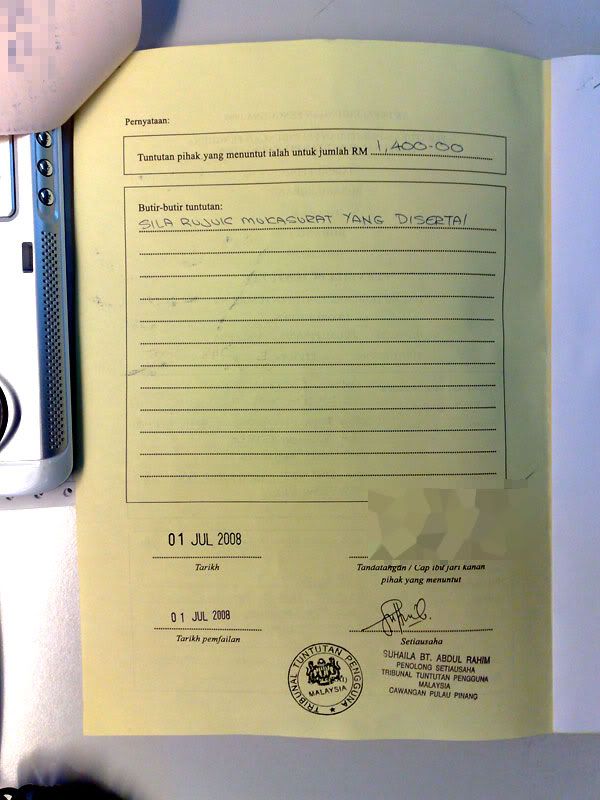 Pernyataan:
Tuntutan pihak yang menuntut ialah untuk jumlah RM 1,400-00
Butir-butir tuntutan:
SILA RUJUK MUKASURAT YANG DISERTAI
01 JUL 2008
Tarikh
Tandatangan / Cap ibu jari kanan
pihak yang menuntut
01 JUL 2008
Tarikh pemfailan
Setiausaha
SUHAILA BT. ABDUL RAHIM
PENOLONG SETIAUSAHA
TRIBUNAL TUNTUTAN PENGGUNA
MALAYSIA
CAWANGAN PULAU PINANG
TRIBUNAL TUNTUTAN PENGGUNA
MALAYSIA